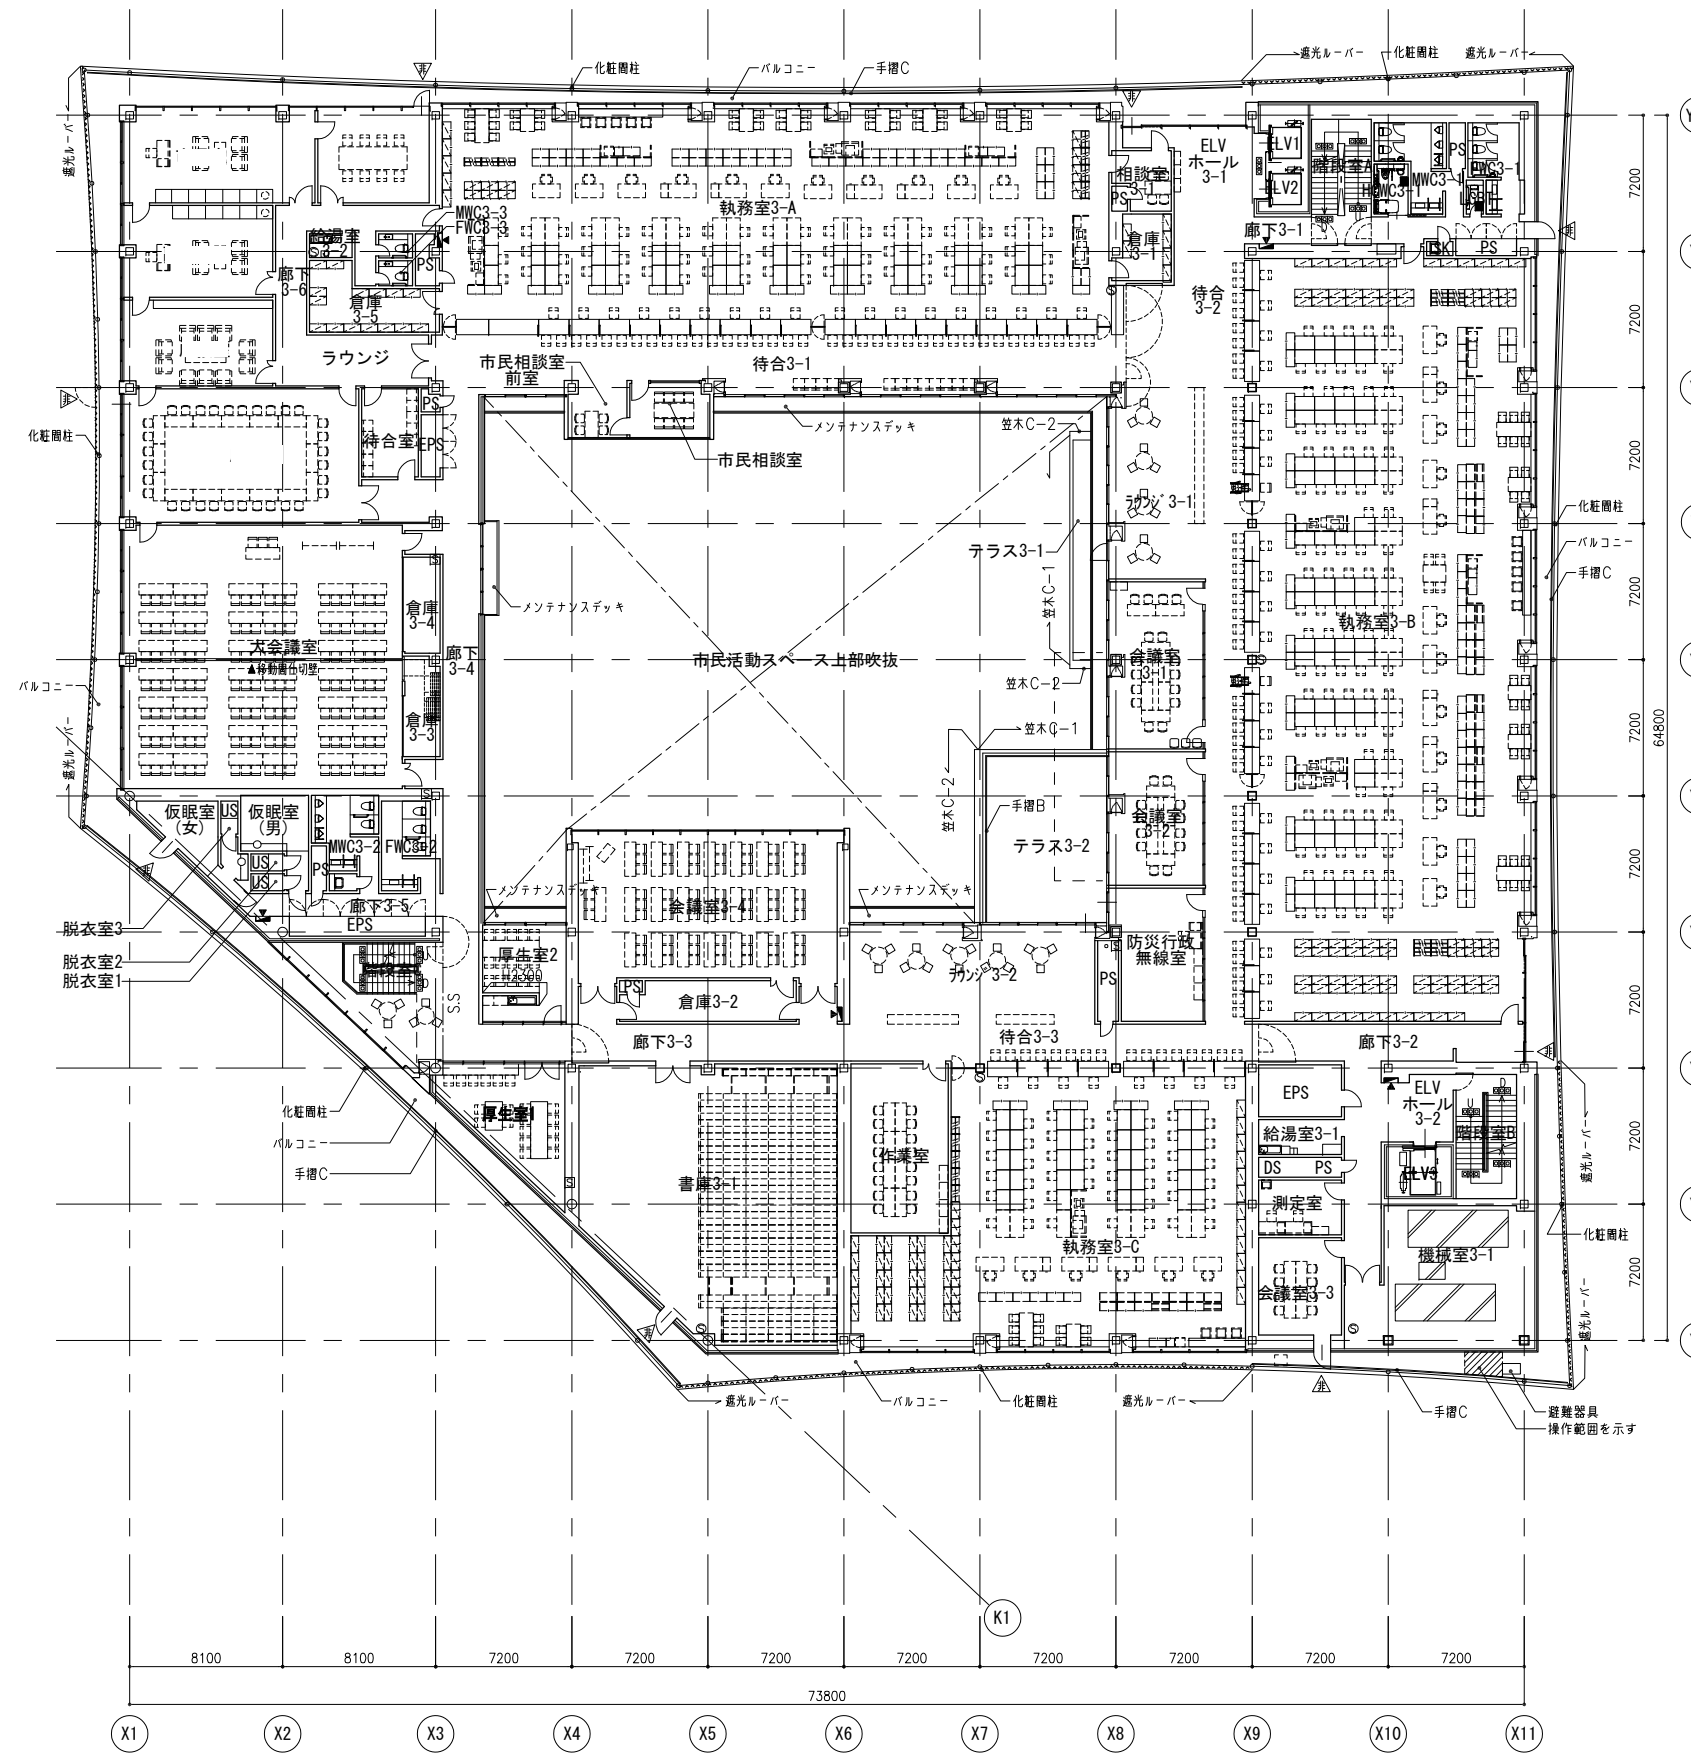 遮光ルーバー
化粧間柱
遮光ルーバー
化粧間柱
バルコニー
手摺C
遮光ルーバー
ELV
ホール
3-1
ELV1
ELV2
階段室A
PS
MWC3-1
相談室
3-1
PS
執務室3-A
MWC3-3
FWC3-3
給湯室
3-2
PS
倉庫
3-1
廊下3-1
SK
PS
廊下
3-6
倉庫
3-5
待合
3-2
ラウンジ
市民相談室
前室
待合3-1
PS
EPS
待合室
メンテナンスデッキ
笠木C-2
市民相談室
化粧間柱
ラウンジ 3-1
化粧間柱
テラス3-1
バルコニー
手摺C
笠木C-1
メンテナンスデッキ
倉庫
3-4
執務室3-B
大会議室
▲移動間仕切壁
廊下
3-4
市民活動スペース上部吹抜
会議室
3-1
笠木C-2
バルコニー
倉庫
3-3
笠木C-1
遮光ルーバー
笠木C-2
手摺B
仮眠室
(女)
US
仮眠室
(男)
会議室
3-2
MWC3-2
FWC3-2
テラス3-2
US
US
PS
メンテナンスデッキ
メンテナンスデッキ
会議室3-4
廊下3-5
EPS
脱衣室3
脱衣室2
脱衣室1
厚生室2
防災行政
無線室
ラウンジ 3-2
PS
PS
倉庫3-2
S.S
廊下3-3
待合3-3
廊下3-2
EPS
ELV
ホール
3-2
化粧間柱
厚生室1
バルコニー
給湯室3-1
階段室B
手摺C
作業室
DS
PS
ELV3
書庫3-1
測定室
遮光ルーバー
執務室3-C
機械室3-1
化粧間柱
会議室3-3
遮光ルーバー
遮光ルーバー
バルコニー
化粧間柱
遮光ルーバー
手摺C
避難器具
操作範囲を示す
7200
7200
7200
7200
7200
7200
7200
7200
7200
64800
K1
8100
8100
7200
7200
7200
7200
7200
7200
7200
7200
73800
X1
X2
X3
X4
X5
X6
X7
X8
X9
X10
X11